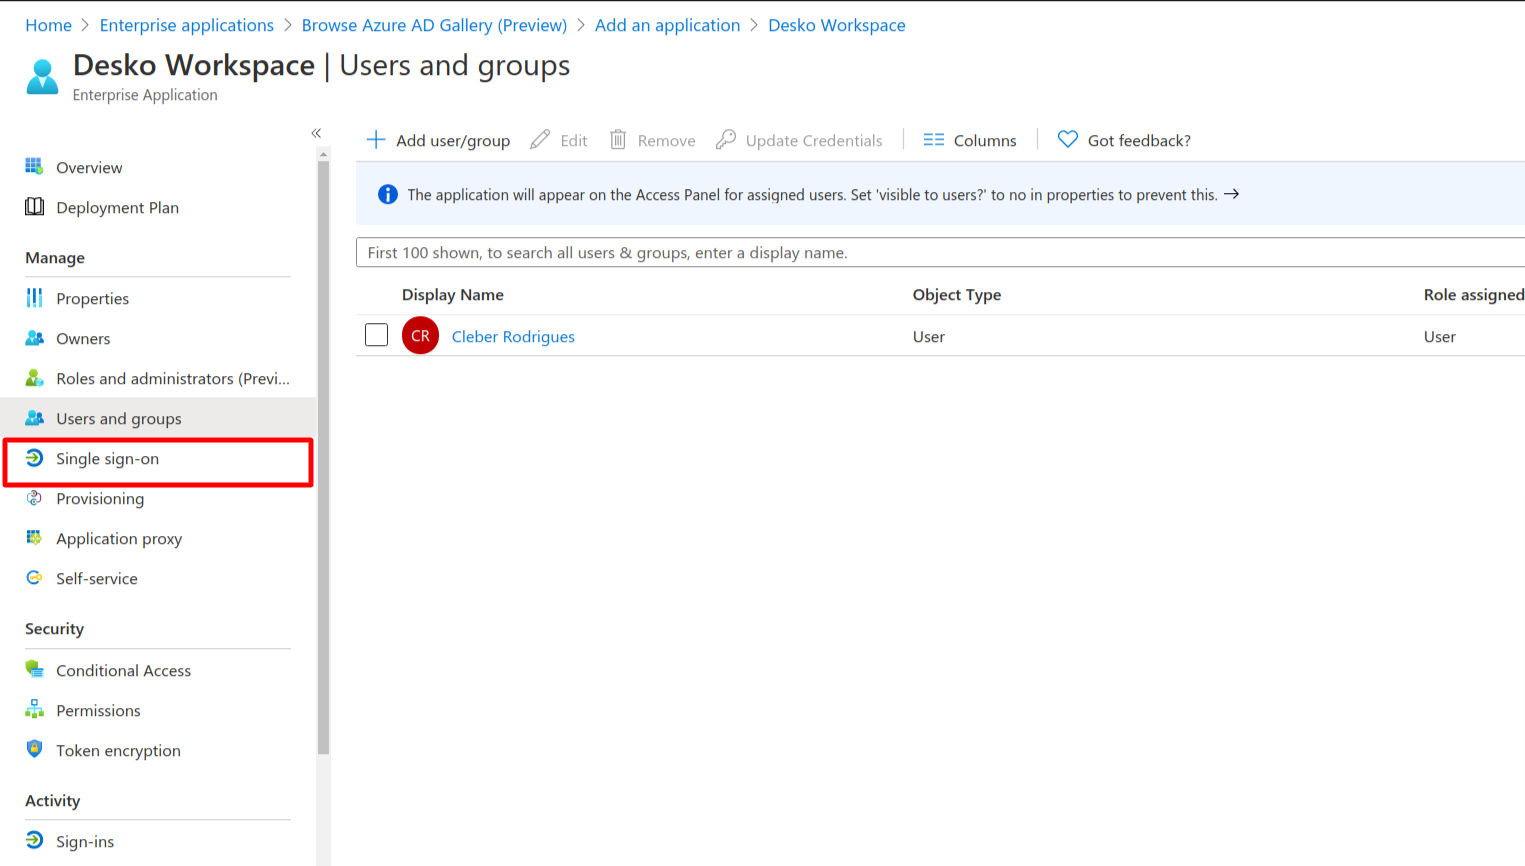 Home > Enterprise applications > Browse Azure AD Gallery (Preview) > Add an application > Desko Workspace
Desko Workspace | Users and groups
Enterprise Application
«
Add user/group Edit Remove Update Credentials Columns Got feedback?
The application will appear on the Access Panel for assigned users. Set 'visible to users?' to no in properties to prevent this. →
First 100 shown, to search all users & groups, enter a display name.
Display Name Object Type Role assigned
CR Cleber Rodrigues User User
Overview
Deployment Plan
Manage
Properties
Owners
Roles and administrators (Previ...
Users and groups
Single sign-on
Provisioning
Application proxy
Self-service
Security
Conditional Access
Permissions
Token encryption
Activity
Sign-ins